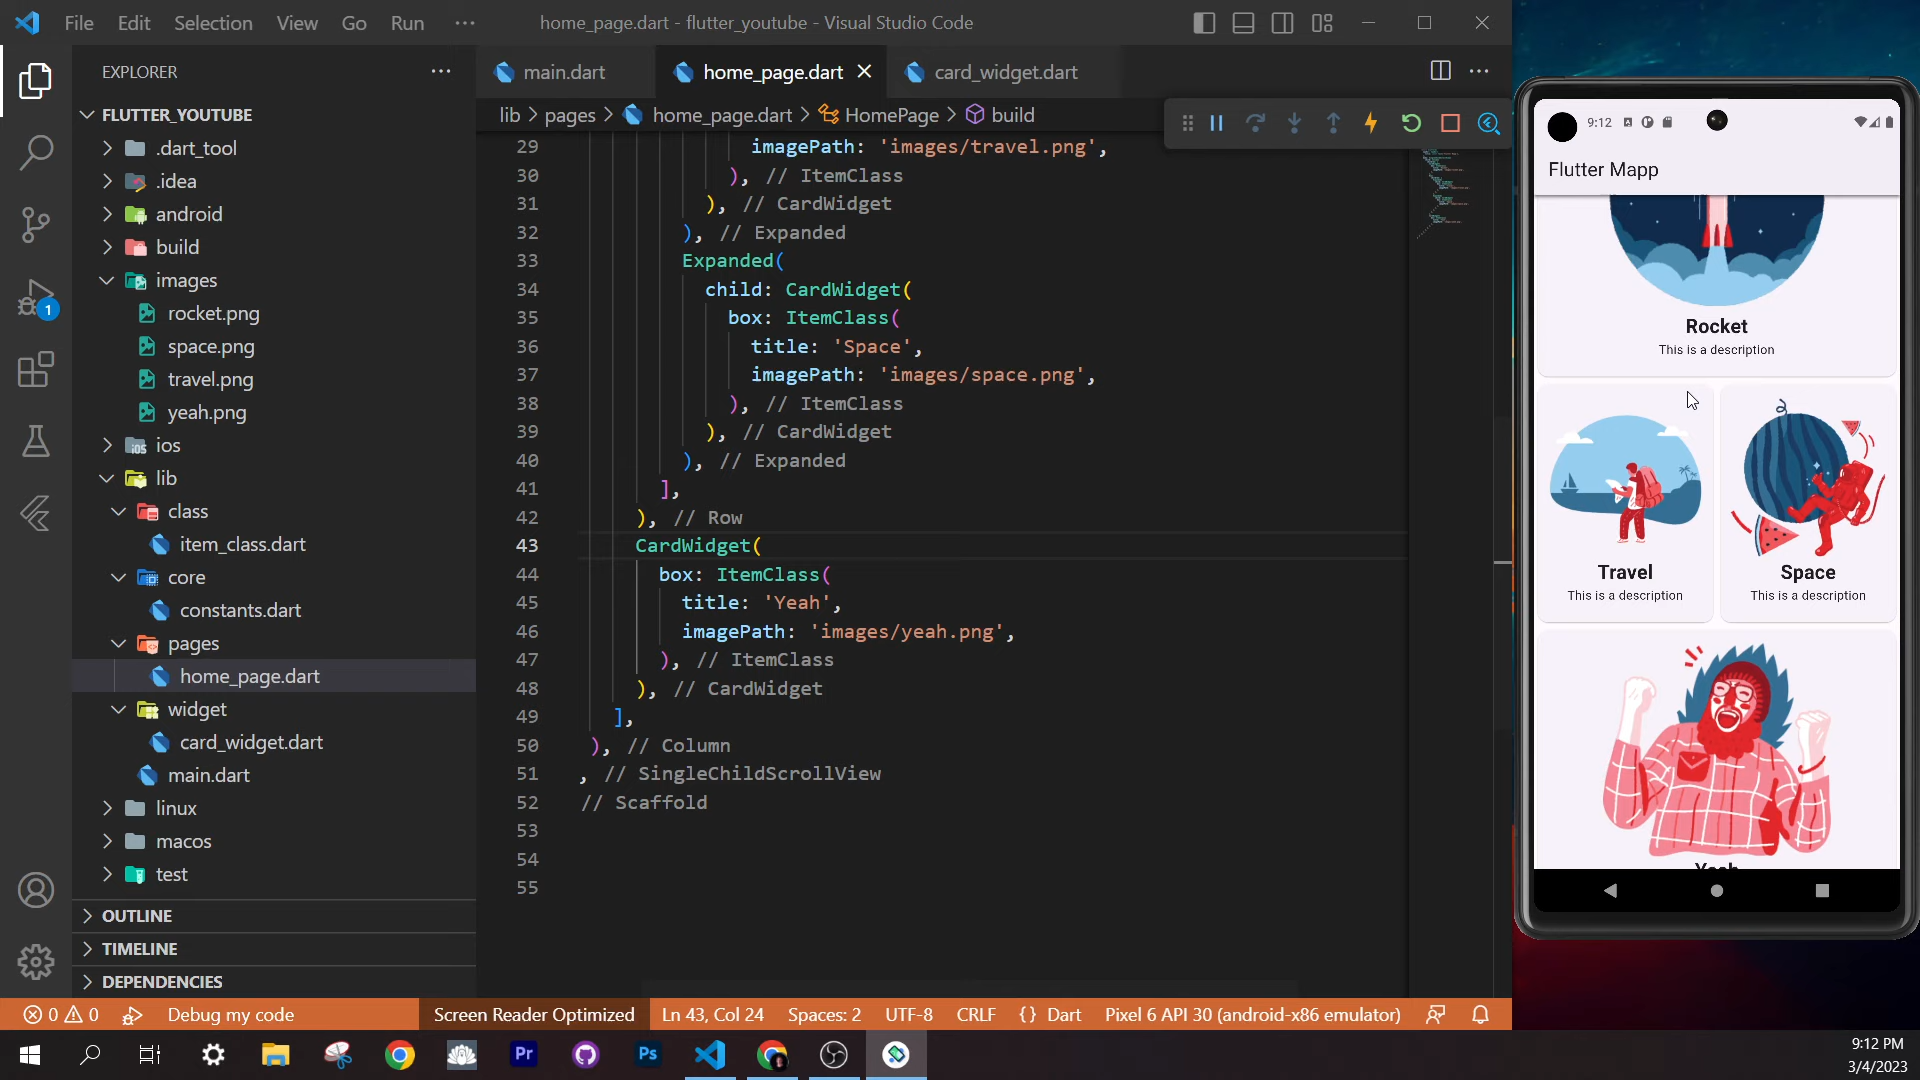 File Edit Selection View Go Run ··· home_page.dart - flutter_youtube - Visual Studio Code
EXPLORER
FLUTTER_YOUTUBE
.dart_tool
.idea
android
build
images
rocket.png
space.png
travel.png
yeah.png
ios
lib
class
item_class.dart
core
constants.dart
pages
home_page.dart
widget
card_widget.dart
main.dart
linux
macos
test
OUTLINE
TIMELINE
DEPENDENCIES
1
main.dart home_page.dart card_widget.dart
lib > pages > home_page.dart > HomePage > build
29 imagePath: 'images/travel.png',
30 ), // ItemClass
31 ), // CardWidget
32 ), // Expanded
33 Expanded(
34 child: CardWidget(
35 box: ItemClass(
36 title: 'Space',
37 imagePath: 'images/space.png',
38 ), // ItemClass
39 ), // CardWidget
40 ), // Expanded
41 ],
42 ), // Row
43 CardWidget(
44 box: ItemClass(
45 title: 'Yeah',
46 imagePath: 'images/yeah.png',
47 ), // ItemClass
48 ), // CardWidget
49 ],
50 ), // Column
51 , // SingleChildScrollView
52 // Scaffold
53
54
55
9:12
Flutter Mapp
Rocket
This is a description
Travel
This is a description
Space
This is a description
Yeah
0 0 Debug my code Screen Reader Optimized Ln 43, Col 24 Spaces: 2 UTF-8 CRLF {} Dart Pixel 6 API 30 (android-x86 emulator)
Pr
Ps
9:12 PM
3/4/2023